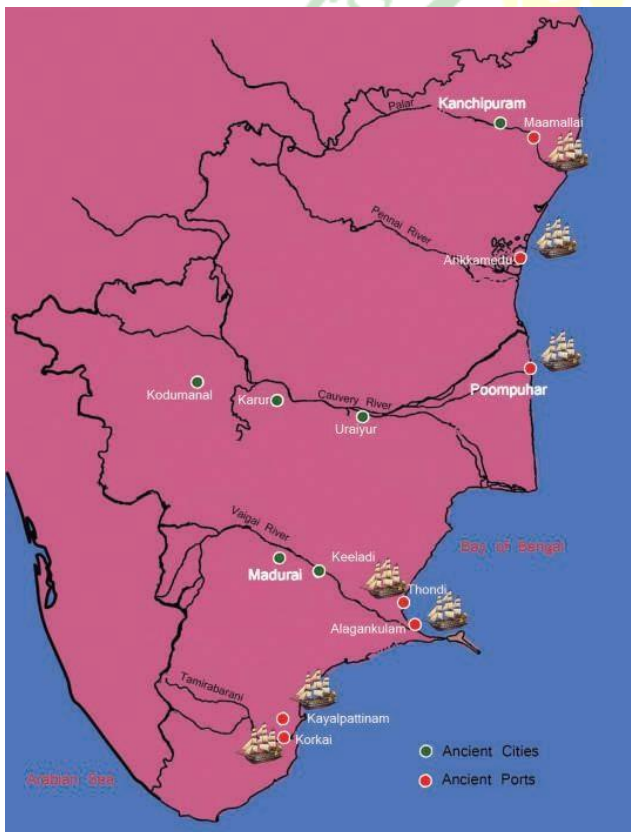 Palar
Kanchipuram
Maamallai
Pennai River
Arikkamedu
Kodumanal
Karur
Cauvery River
Poompuhar
Uraiyur
Vaigai River
Bay of Bengal
Keeladi
Madurai
Thondi
Alagankulam
Tamirabarani
Kayalpattinam
Korkai
Ancient Cities
Arabian Sea
Ancient Ports